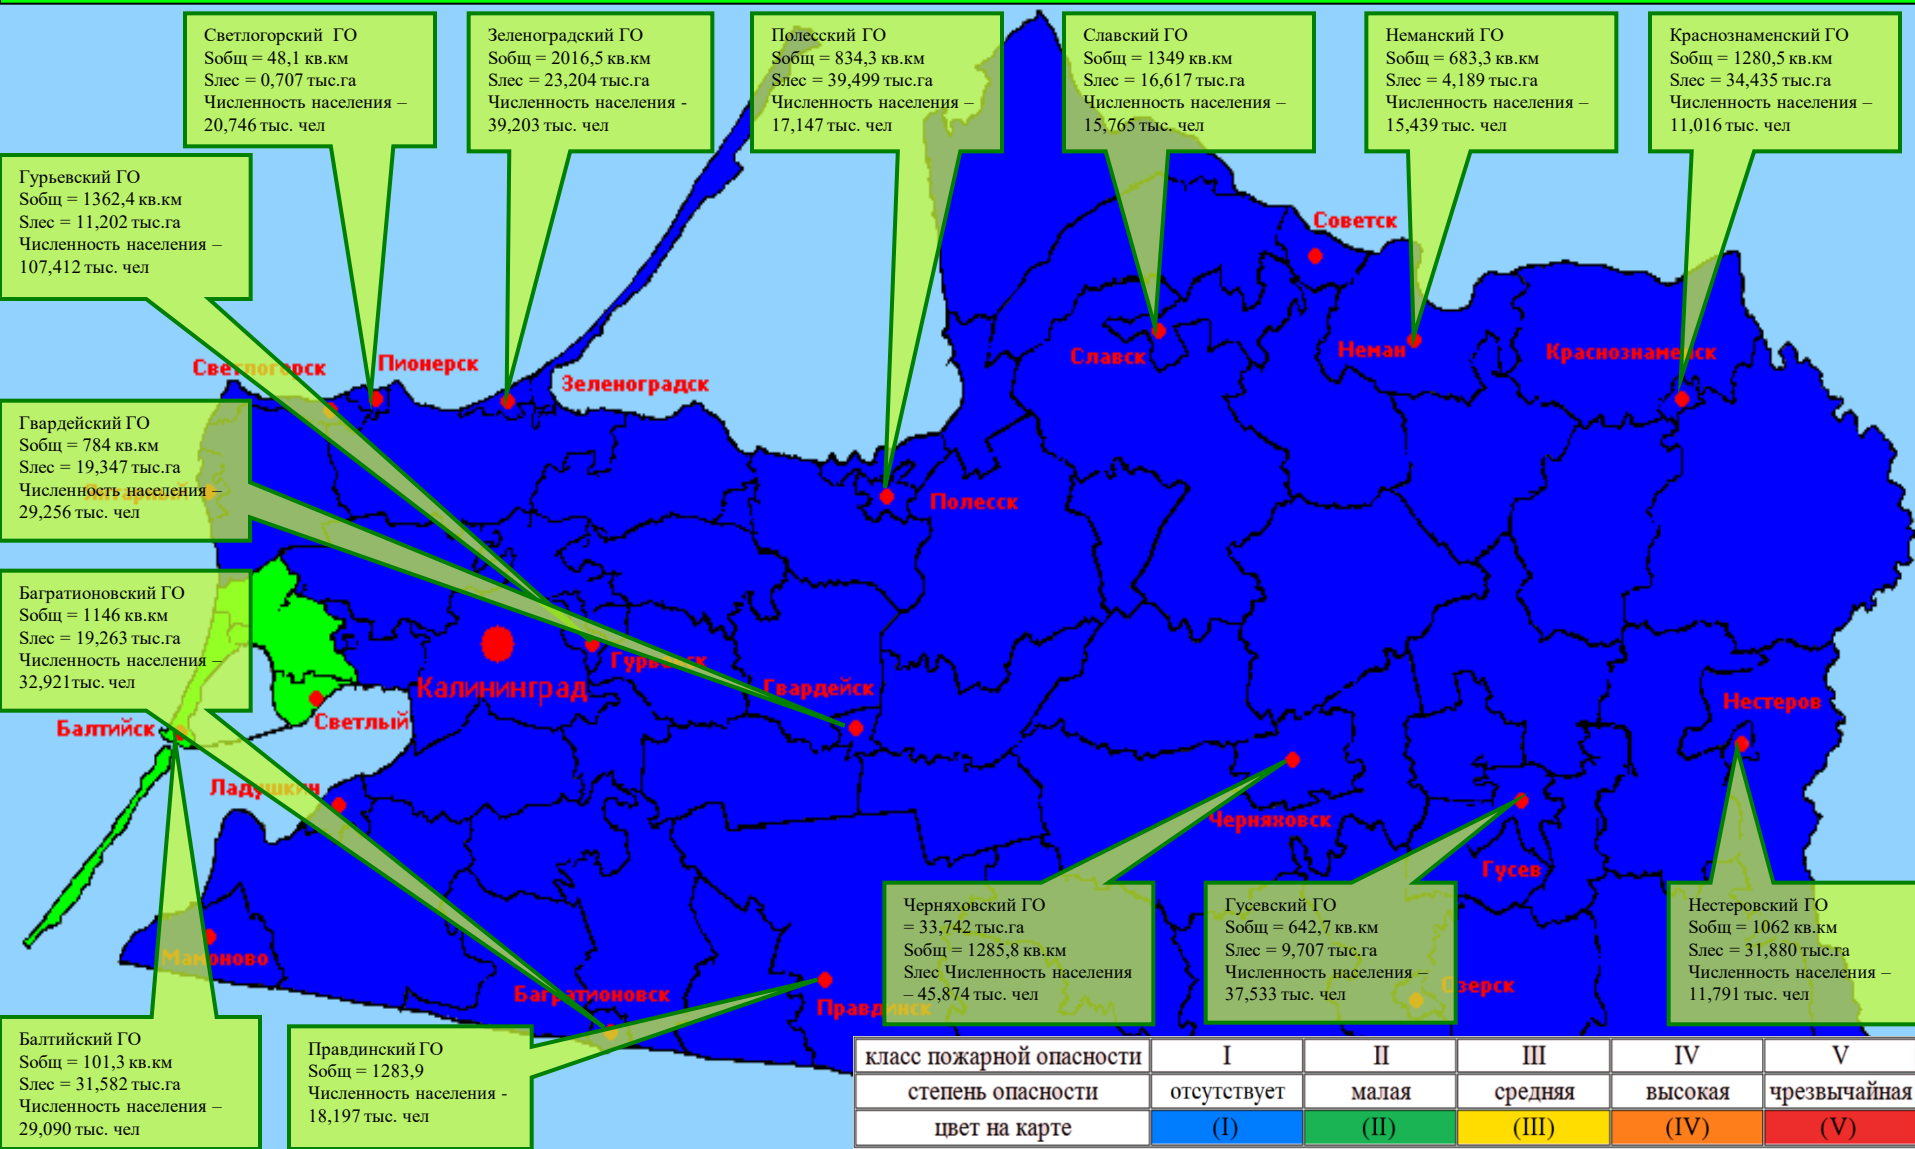 Светлогорский ГО
Sобщ = 48,1 кв.км
Sлес = 0,707 тыс.га
Численность населения –
20,746 тыс. чел
Зеленоградский ГО
Sобщ = 2016,5 кв.км
Sлес = 23,204 тыс.га
Численность населения -
39,203 тыс. чел
Полесский ГО
Sобщ = 834,3 кв.км
Sлес = 39,499 тыс.га
Численность населения –
17,147 тыс. чел
Славский ГО
Sобщ = 1349 кв.км
Sлес = 16,617 тыс.га
Численность населения –
15,765 тыс. чел
Неманский ГО
Sобщ = 683,3 кв.км
Sлес = 4,189 тыс.га
Численность населения –
15,439 тыс. чел
Краснознаменский ГО
Sобщ = 1280,5 кв.км
Sлес = 34,435 тыс.га
Численность населения –
11,016 тыс. чел
Гурьевский ГО
Sобщ = 1362,4 кв.км
Sлес = 11,202 тыс.га
Численность населения –
107,412 тыс. чел
Советск
Светлогорск
Пионерск
Зеленоградск
Славск
Неман
Краснознаменск
Гвардейский ГО
Sобщ = 784 кв.км
Sлес = 19,347 тыс.га
Численность населения –
29,256 тыс. чел
Янтарный
Полесск
Багратионовский ГО
Sобщ = 1146 кв.км
Sлес = 19,263 тыс.га
Численность населения –
32,921тыс. чел
Гурьевск
Калининград
Гвардейск
Нестеров
Балтийск
Светлый
Ладушкин
Черняховск
Гусев
Мамоново
Багратионовск
Правдинск
Озерск
Черняховский ГО
= 33,742 тыс.га
Sобщ = 1285,8 кв.км
Sлес Численность населения
– 45,874 тыс. чел
Гусевский ГО
Sобщ = 642,7 кв.км
Sлес = 9,707 тыс.га
Численность населения –
37,533 тыс. чел
Нестеровский ГО
Sобщ = 1062 кв.км
Sлес = 31,880 тыс.га
Численность населения –
11,791 тыс. чел
Балтийский ГО
Sобщ = 101,3 кв.км
Sлес = 31,582 тыс.га
Численность населения –
29,090 тыс. чел
Правдинский ГО
Sобщ = 1283,9
Численность населения -
18,197 тыс. чел
класс пожарной опасности I II III IV V
степень опасности отсутствует малая средняя высокая чрезвычайная
цвет на карте (I) (II) (III) (IV) (V)